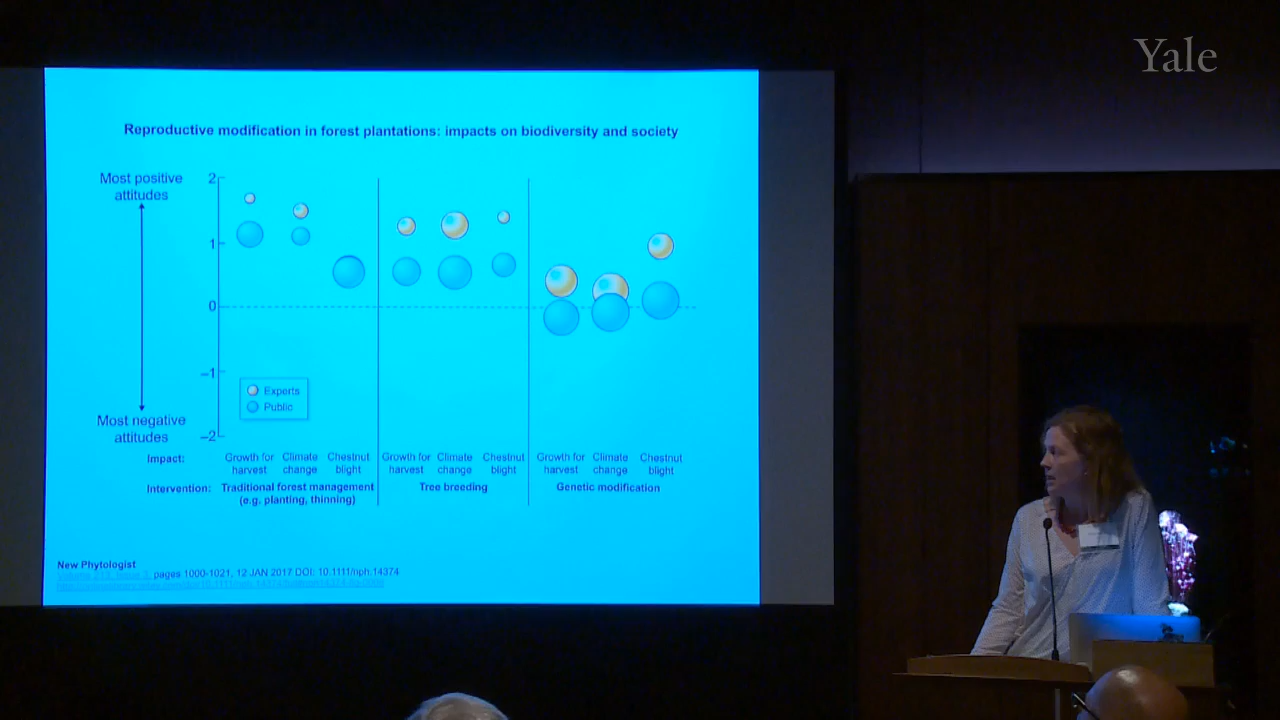 Yale
Reproductive modification in forest plantations: impacts on biodiversity and society
Most positive
attitudes
2
1
0
–1
–2
Most negative
attitudes
Experts
Public
Impact:
Growth for
harvest
Climate
change
Chestnut
blight
Growth for
harvest
Climate
change
Chestnut
blight
Growth for
harvest
Climate
change
Chestnut
blight
Intervention:
Traditional forest management
(e.g. planting, thinning)
Tree breeding
Genetic modification
New Phytologist
pages 1000-1021, 12 JAN 2017 DOI: 10.1111/nph.14374